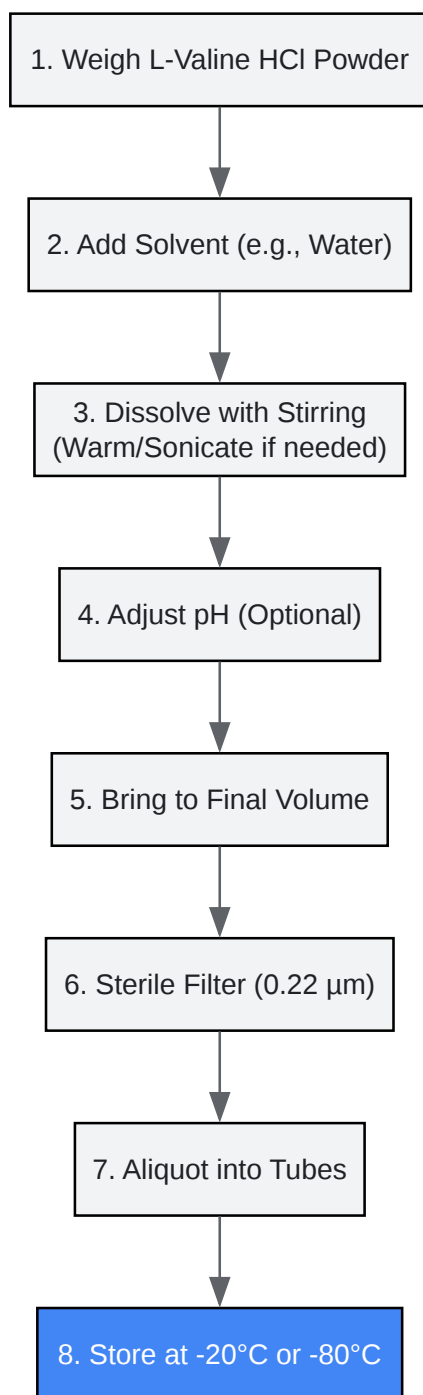 1. Weigh L-Valine HCl Powder
2. Add Solvent (e.g., Water)
3. Dissolve with Stirring
(Warm/Sonicate if needed)
4. Adjust pH (Optional)
5. Bring to Final Volume
6. Sterile Filter (0.22 µm)
7. Aliquot into Tubes
8. Store at -20°C or -80°C